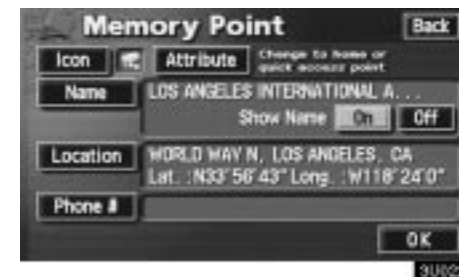 Memory Point Back
Icon Attribute Change to home or
quick access point
Name LOS ANGELES INTERNATIONAL A...
Show Name On Off
Location WORLD WAY N, LOS ANGELES, CA
Lat. :N33°56'43" Long. :W118°24'0"
Phone #
OK
3U02